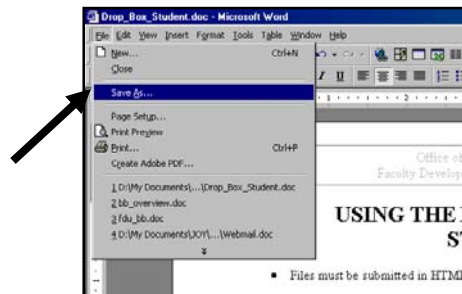 Drop_Box_Student.doc - Microsoft Word
File Edit View Insert Format Tools Table Window Help
New... Ctrl+N
Close
Save As...
Page Setup...
Print Preview
Print... Ctrl+P
Create Adobe PDF...
1 D:\My Documents\...\Drop_Box_Student.doc
2 bb_overview.doc
3 fdu_bb.doc
4 D:\My Documents\JOY\...\Webmail.doc
Office of
Faculty Develop
USING THE
ST
• Files must be submitted in HTM